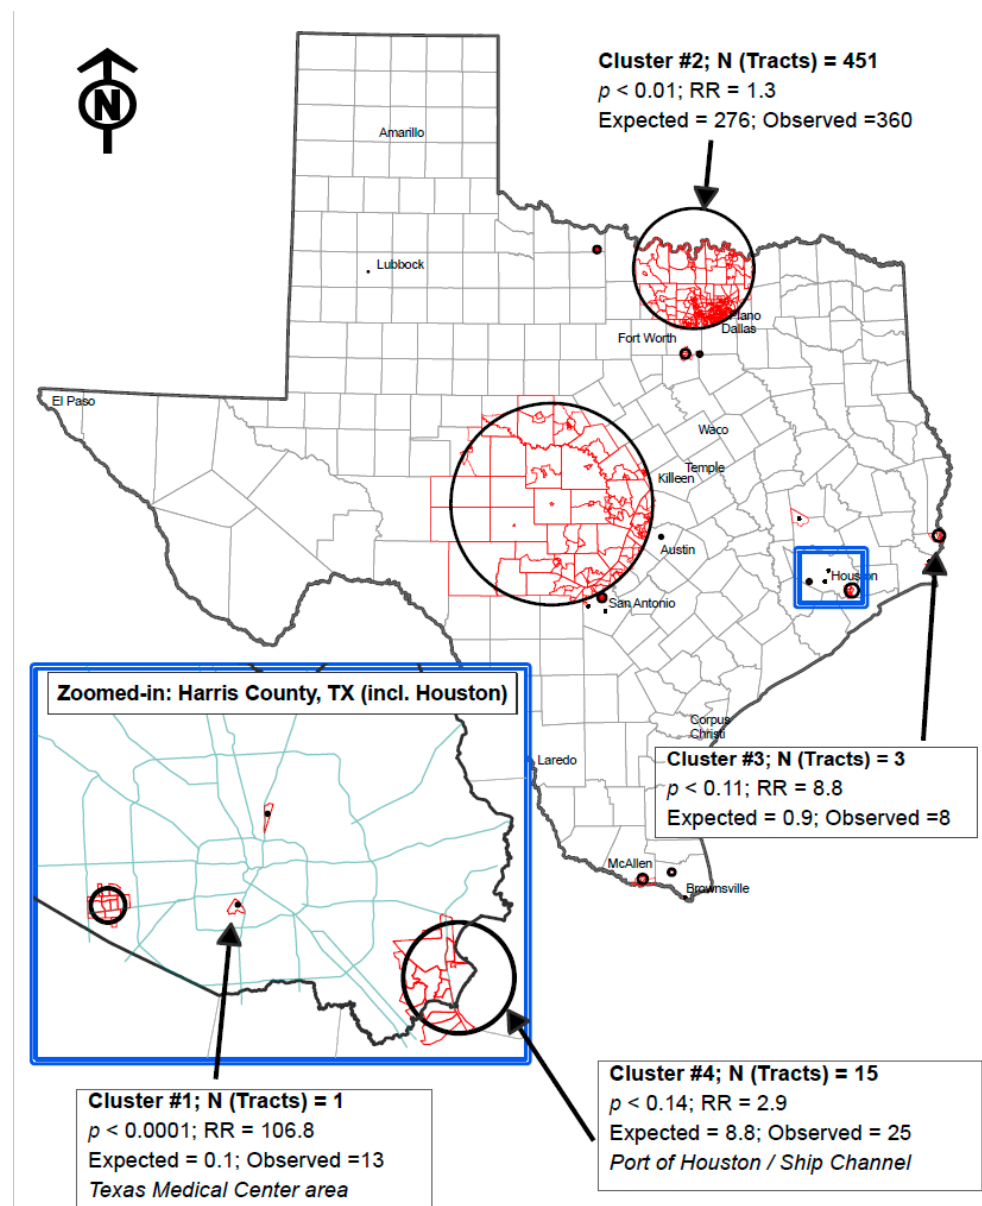 N
Cluster #2; N (Tracts) = 451
p < 0.01; RR = 1.3
Expected = 276; Observed =360
Amarillo
Lubbock
Plano
Dallas
Fort Worth
El Paso
Waco
Temple
Killeen
Austin
Houston
San Antonio
Zoomed-in: Harris County, TX (incl. Houston)
Corpus
Christi
Laredo
Cluster #3; N (Tracts) = 3
p < 0.11; RR = 8.8
Expected = 0.9; Observed =8
McAllen
Brownsville
Cluster #4; N (Tracts) = 15
p < 0.14; RR = 2.9
Expected = 8.8; Observed = 25
Port of Houston / Ship Channel
Cluster #1; N (Tracts) = 1
p < 0.0001; RR = 106.8
Expected = 0.1; Observed =13
Texas Medical Center area